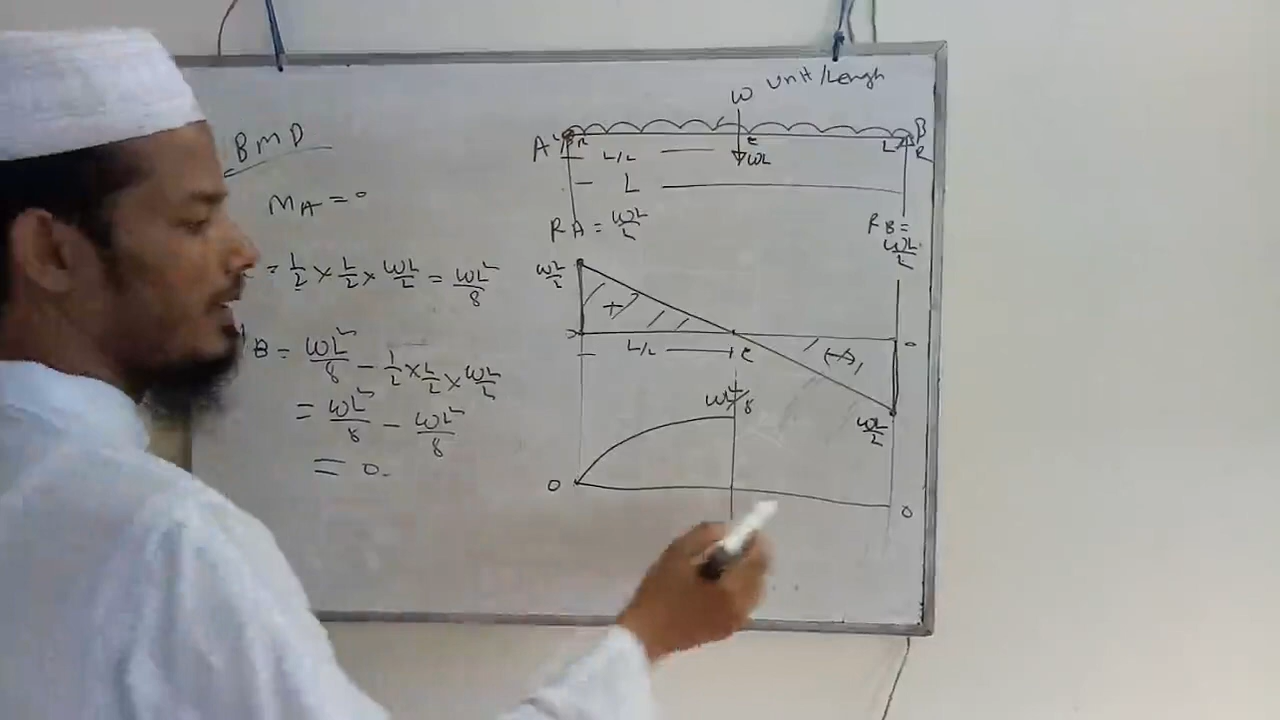 BMD
M A = 0
= 1/2 × L/2 × WL/2 = WL²/8
B = WL²/8 - 1/2 × L/2 × WL/2
= WL²/8 - WL²/8
= 0.
W Unit/Lengh
A B
C
L/2 WL
L
RA = WL/2
RB = WL/2
WL/2
(+)
L/2 C
(-)
0
WL/2
WL²/8
0 0